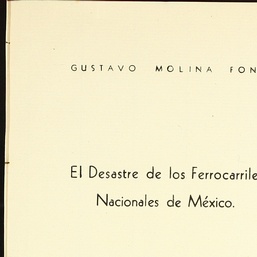 GUSTAVO MOLINA FON
El Desastre de los Ferrocarrile
Nacionales de México.